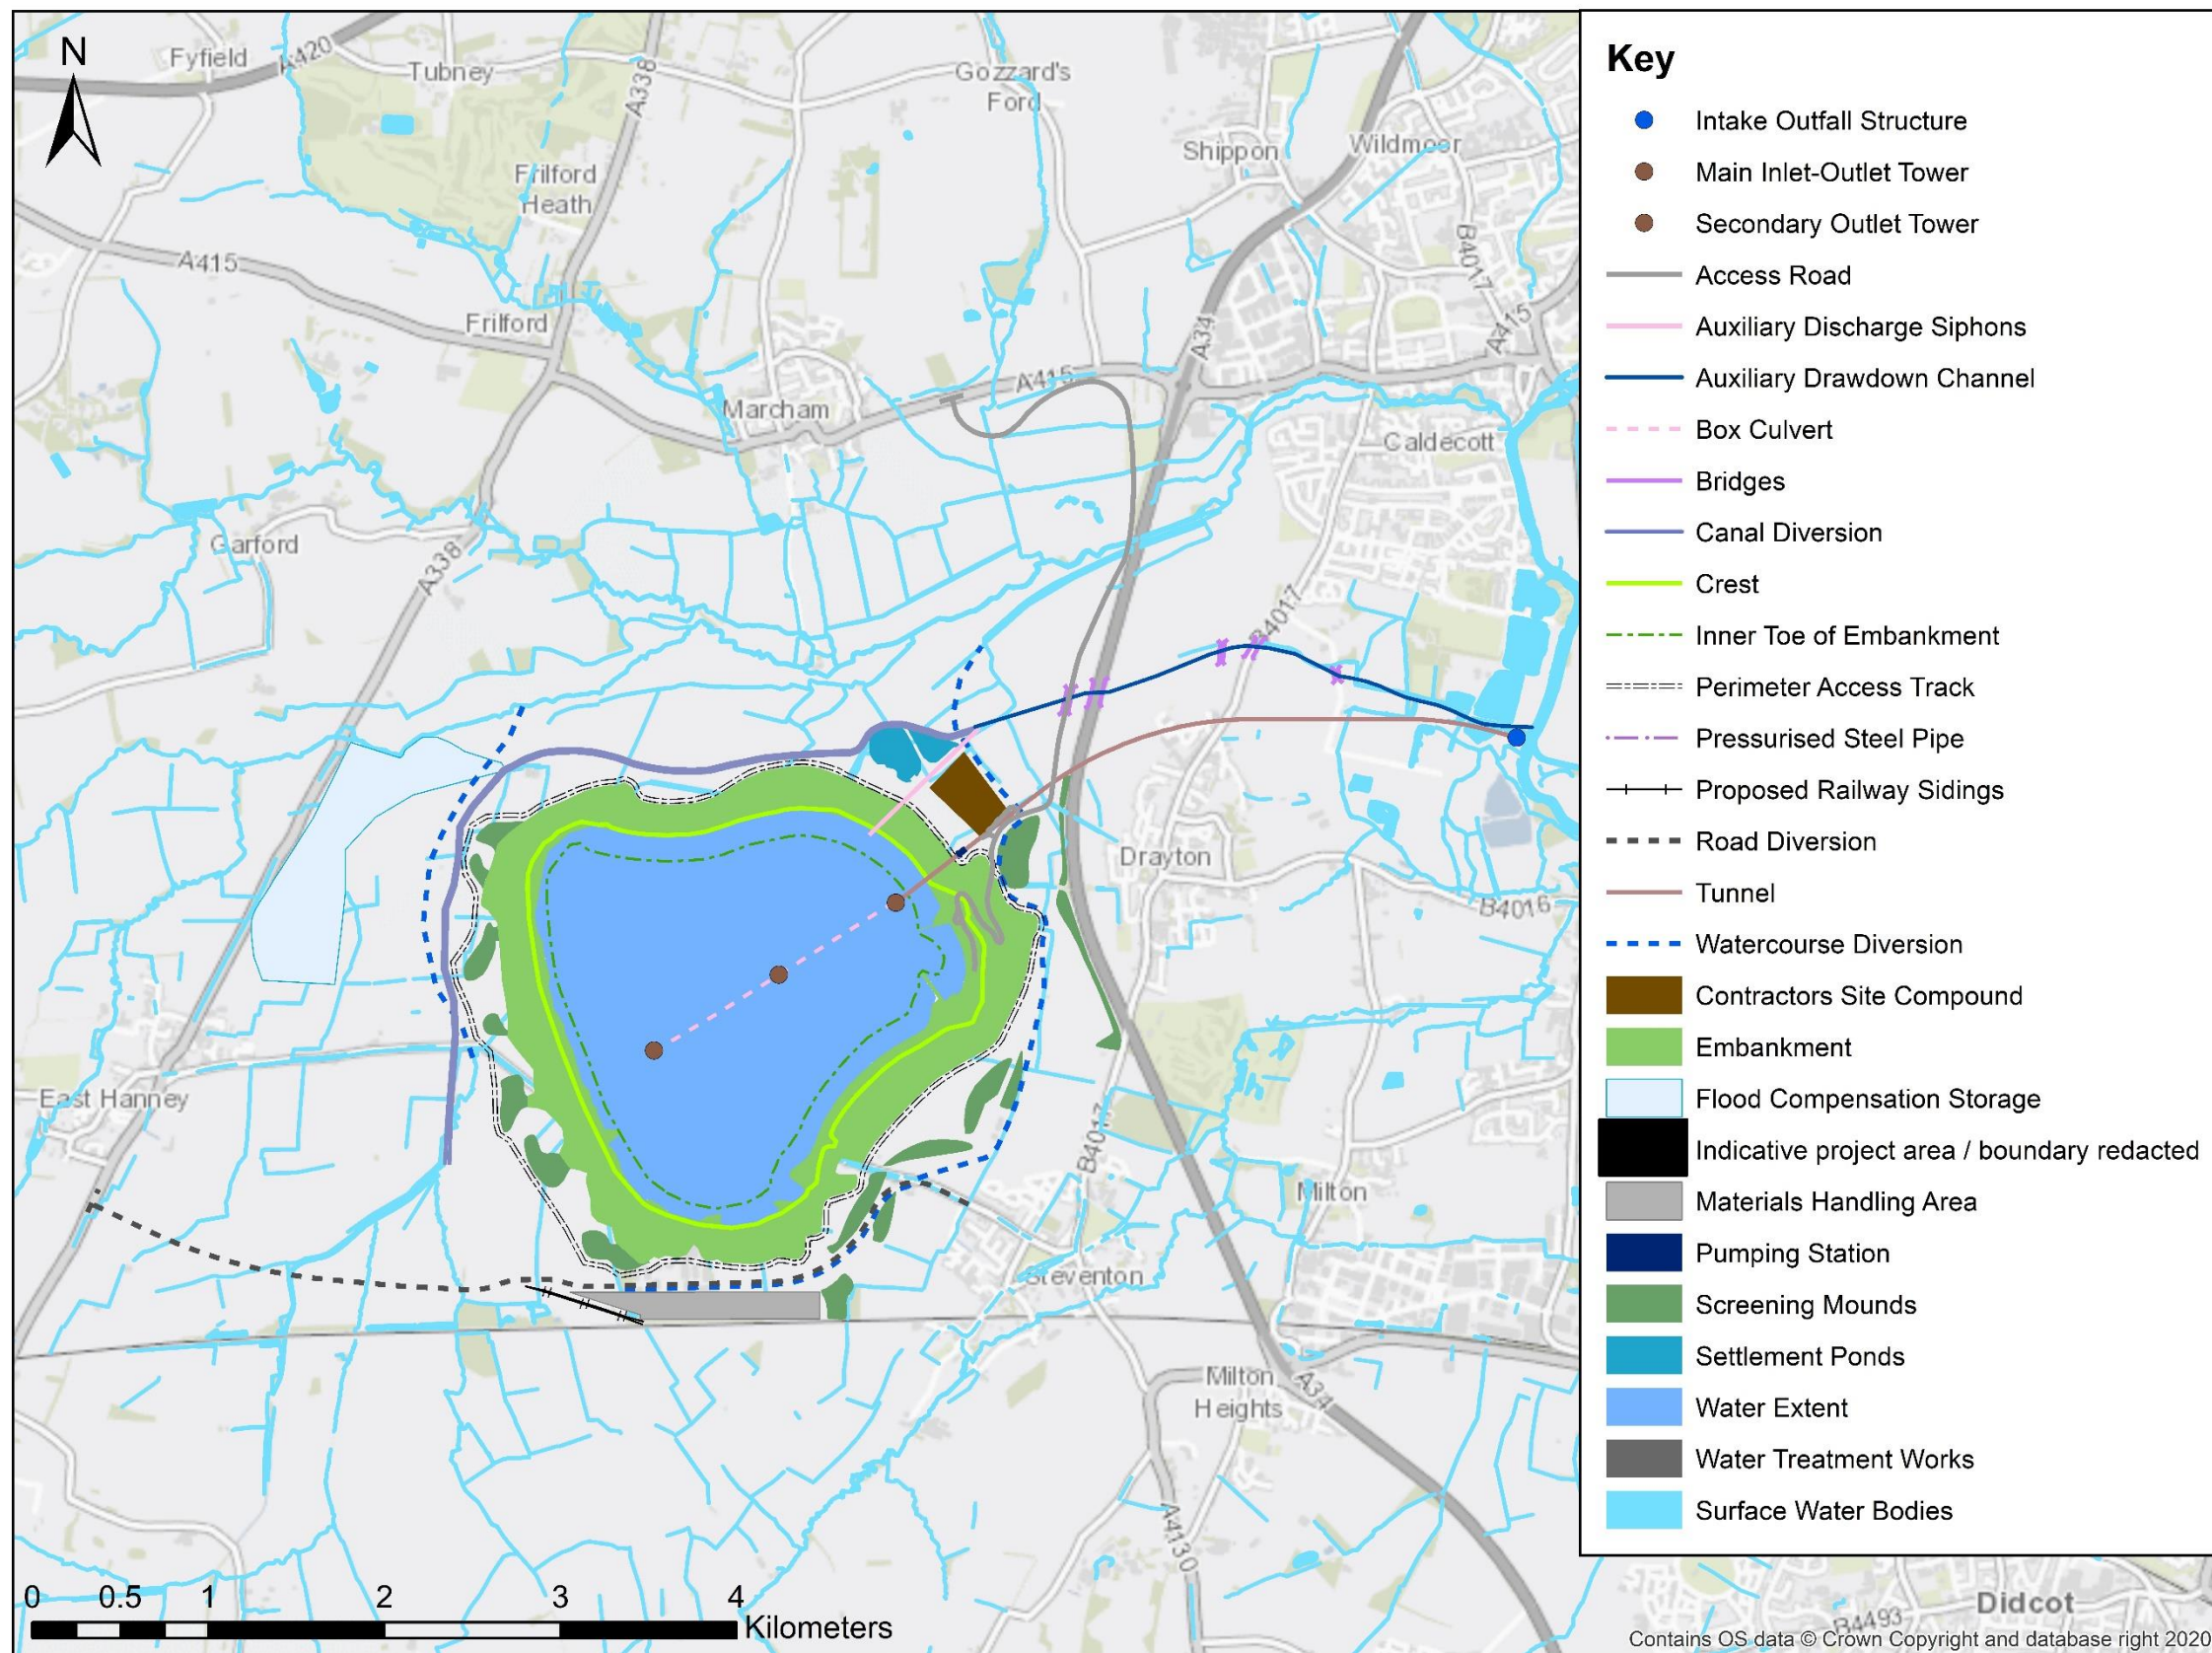 N
Fyfield
A420
Tubney
A338
Gozzard's
Ford
Shippon
Wildmoor
Frilford
Heath
B4017
A415
A415
Frilford
A34
A415
Marcham
Caldecott
Garford
A338
B4017
Drayton
B4016
East Hanney
B4017
Milton
Steventon
Milton
Heights
A34
A4130
Didcot
B4493
0 0.5 1 2 3 4
Kilometers
Key
Intake Outfall Structure
Main Inlet-Outlet Tower
Secondary Outlet Tower
Access Road
Auxiliary Discharge Siphons
Auxiliary Drawdown Channel
Box Culvert
Bridges
Canal Diversion
Crest
Inner Toe of Embankment
Perimeter Access Track
Pressurised Steel Pipe
Proposed Railway Sidings
Road Diversion
Tunnel
Watercourse Diversion
Contractors Site Compound
Embankment
Flood Compensation Storage
Indicative project area / boundary redacted
Materials Handling Area
Pumping Station
Screening Mounds
Settlement Ponds
Water Extent
Water Treatment Works
Surface Water Bodies
Contains OS data © Crown Copyright and database right 2020